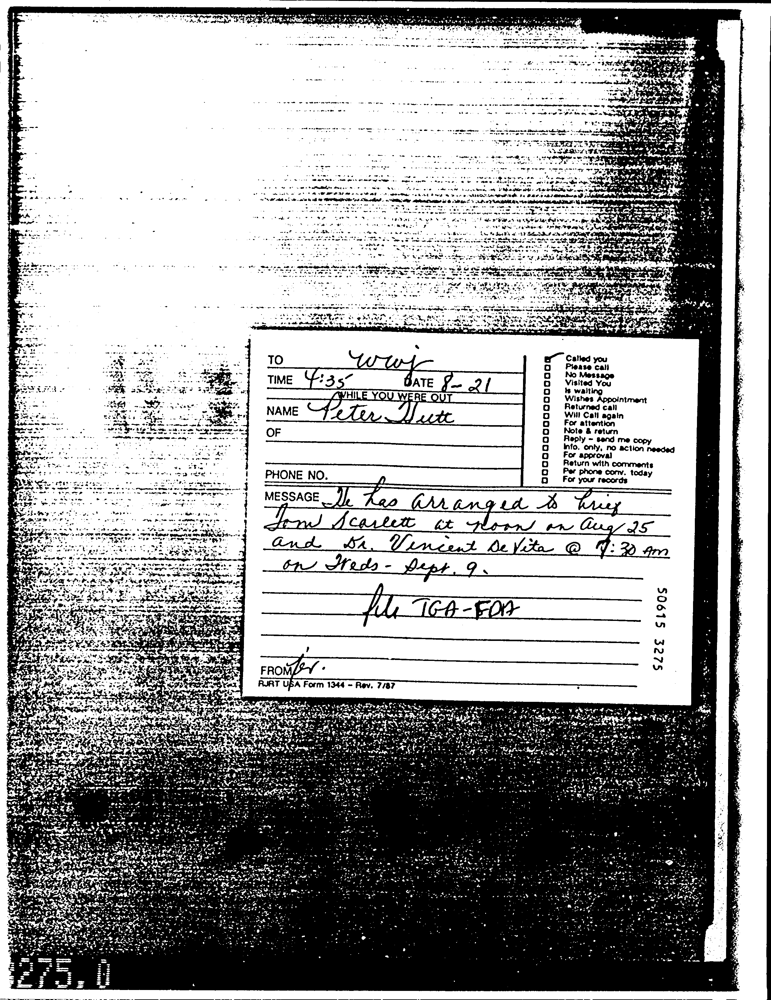 TO wwj
TIME 4:35 DATE 8-21
WHILE YOU WERE OUT
NAME Peter Hutt
OF
PHONE NO.
Called you
Please call
No Message
Visited You
Is waiting
Wishes Appointment
Returned call
Will Call again
For attention
Note & return
Reply - send me copy
Info. only, no action needed
For approval
Return with comments
Per phone conv. today
For your records
MESSAGE He has arranged to brief
Tom Scarlett at noon on Aug 25
and Dr. Vincent DeVita @ :30 Am
on Weds - Sept. 9.
file TGA-FDA
FROM
RJRT USA Form 1344 - Rev. 7/87
50615 3275
275.0